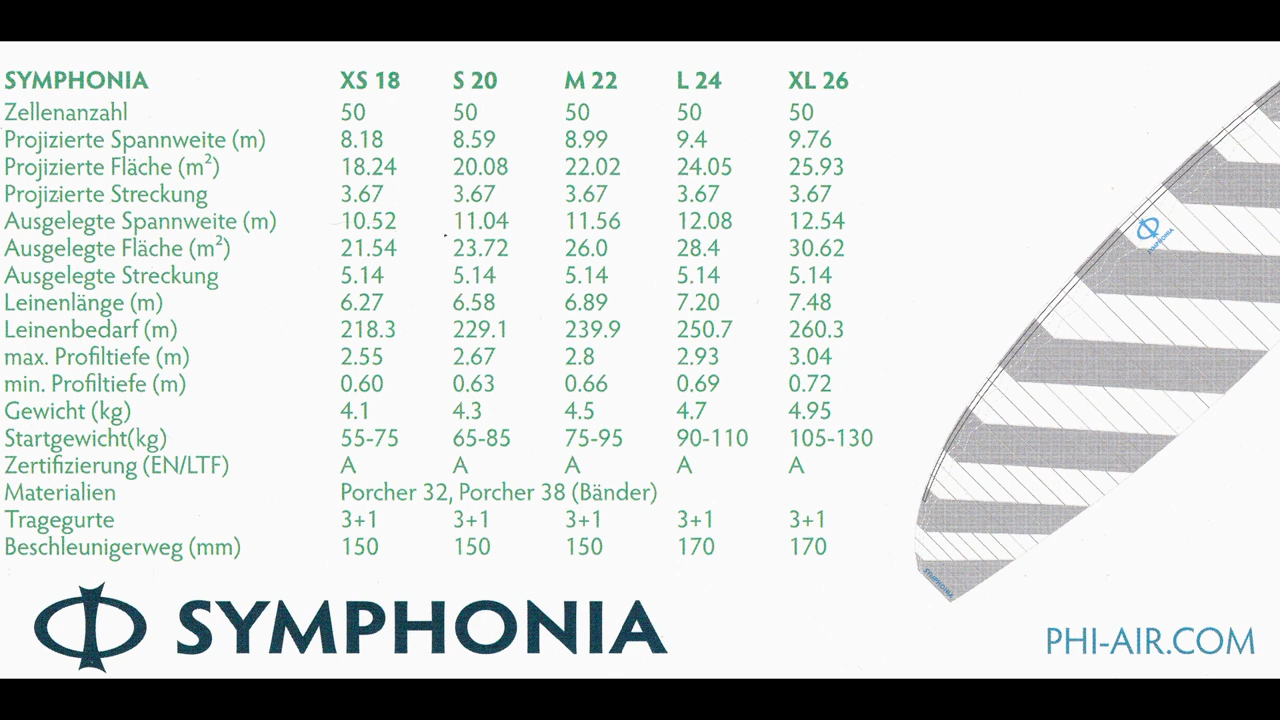 SYMPHONIA XS 18 S 20 M 22 L 24 XL 26
Zellenanzahl 50 50 50 50 50
Projizierte Spannweite (m) 8.18 8.59 8.99 9.4 9.76
Projizierte Fläche (m²) 18.24 20.08 22.02 24.05 25.93
Projizierte Streckung 3.67 3.67 3.67 3.67 3.67
Ausgelegte Spannweite (m) 10.52 11.04 11.56 12.08 12.54
Ausgelegte Fläche (m²) 21.54 23.72 26.0 28.4 30.62
Ausgelegte Streckung 5.14 5.14 5.14 5.14 5.14
Leinenlänge (m) 6.27 6.58 6.89 7.20 7.48
Leinenbedarf (m) 218.3 229.1 239.9 250.7 260.3
max. Profiltiefe (m) 2.55 2.67 2.8 2.93 3.04
min. Profiltiefe (m) 0.60 0.63 0.66 0.69 0.72
Gewicht (kg) 4.1 4.3 4.5 4.7 4.95
Startgewicht(kg) 55-75 65-85 75-95 90-110 105-130
Zertifizierung (EN/LTF) A A A A A
Materialien Porcher 32, Porcher 38 (Bänder)
Tragegurte 3+1 3+1 3+1 3+1 3+1
Beschleunigerweg (mm) 150 150 150 170 170
SYMPHONIA
SYMPHONIA
SYMPHONIA
PHI-AIR.COM